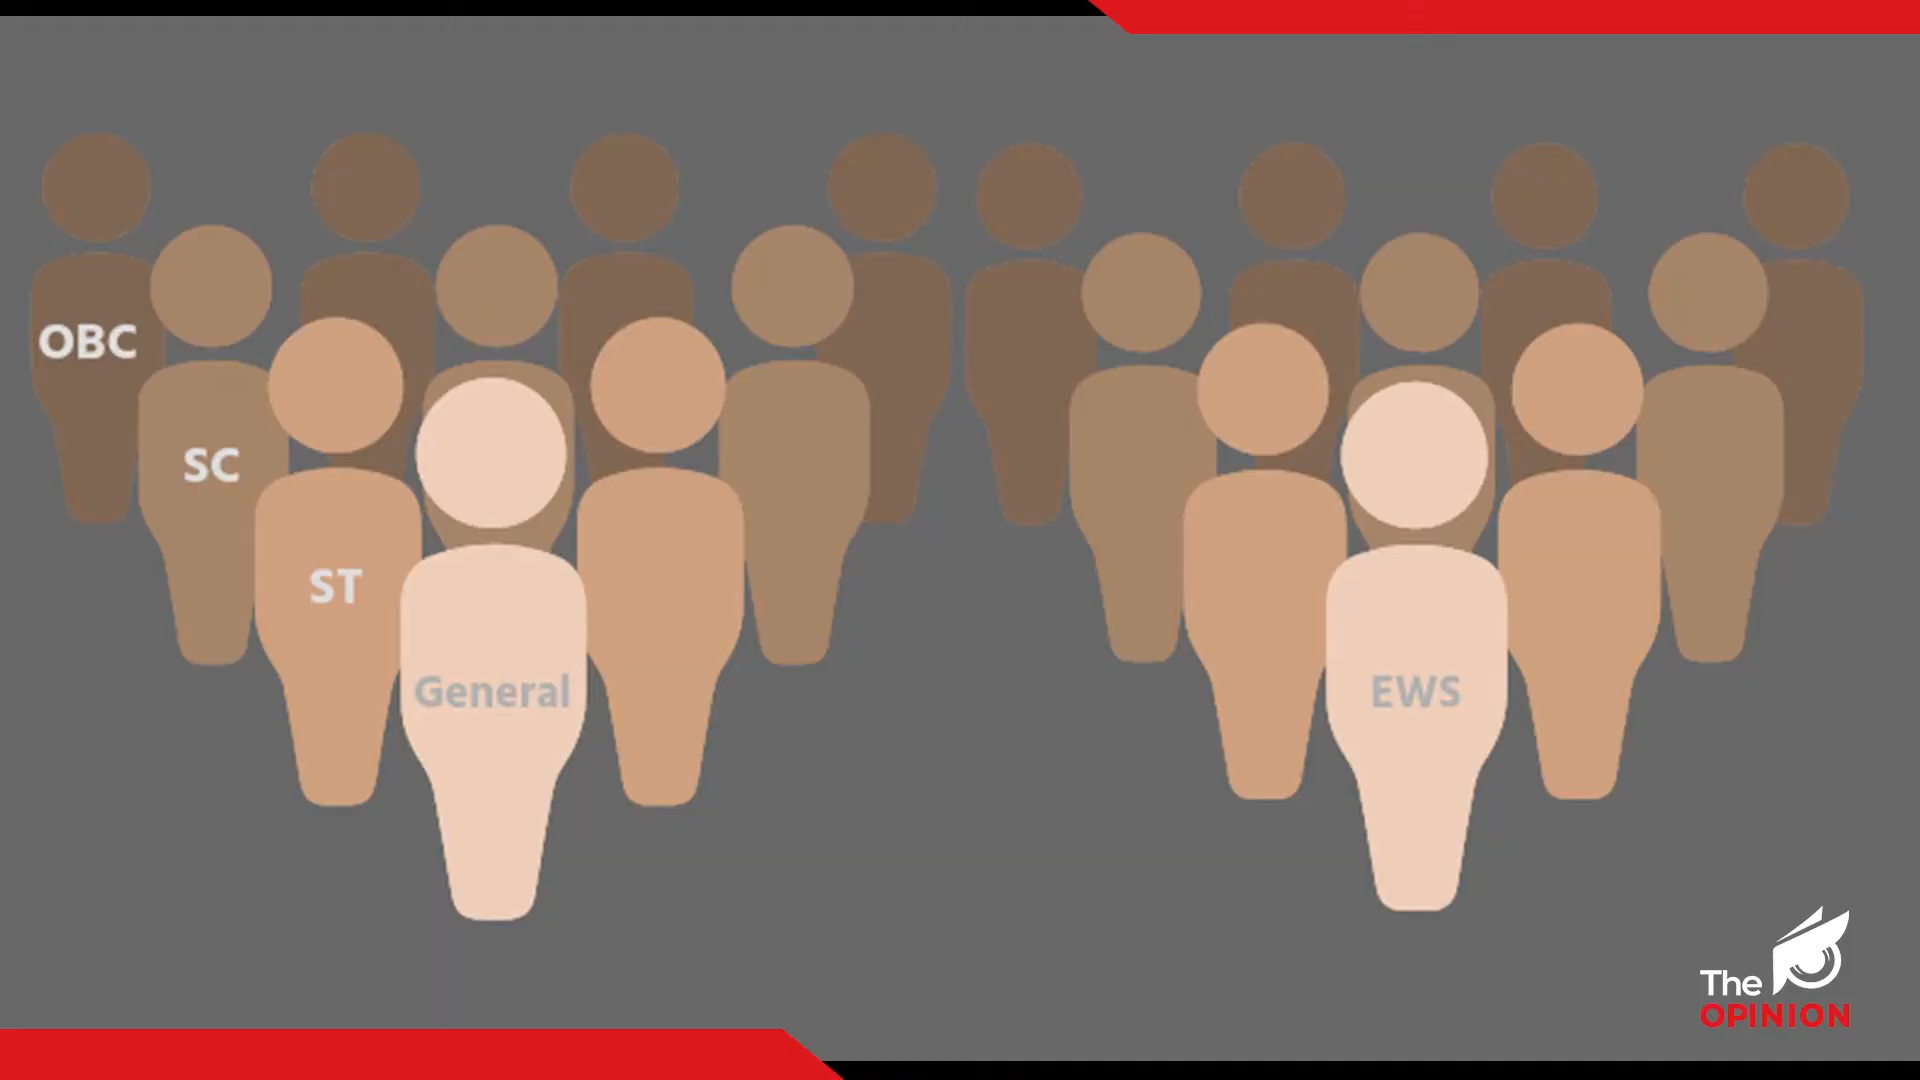 OBC
SC
ST
General
EWS
The
OPINION